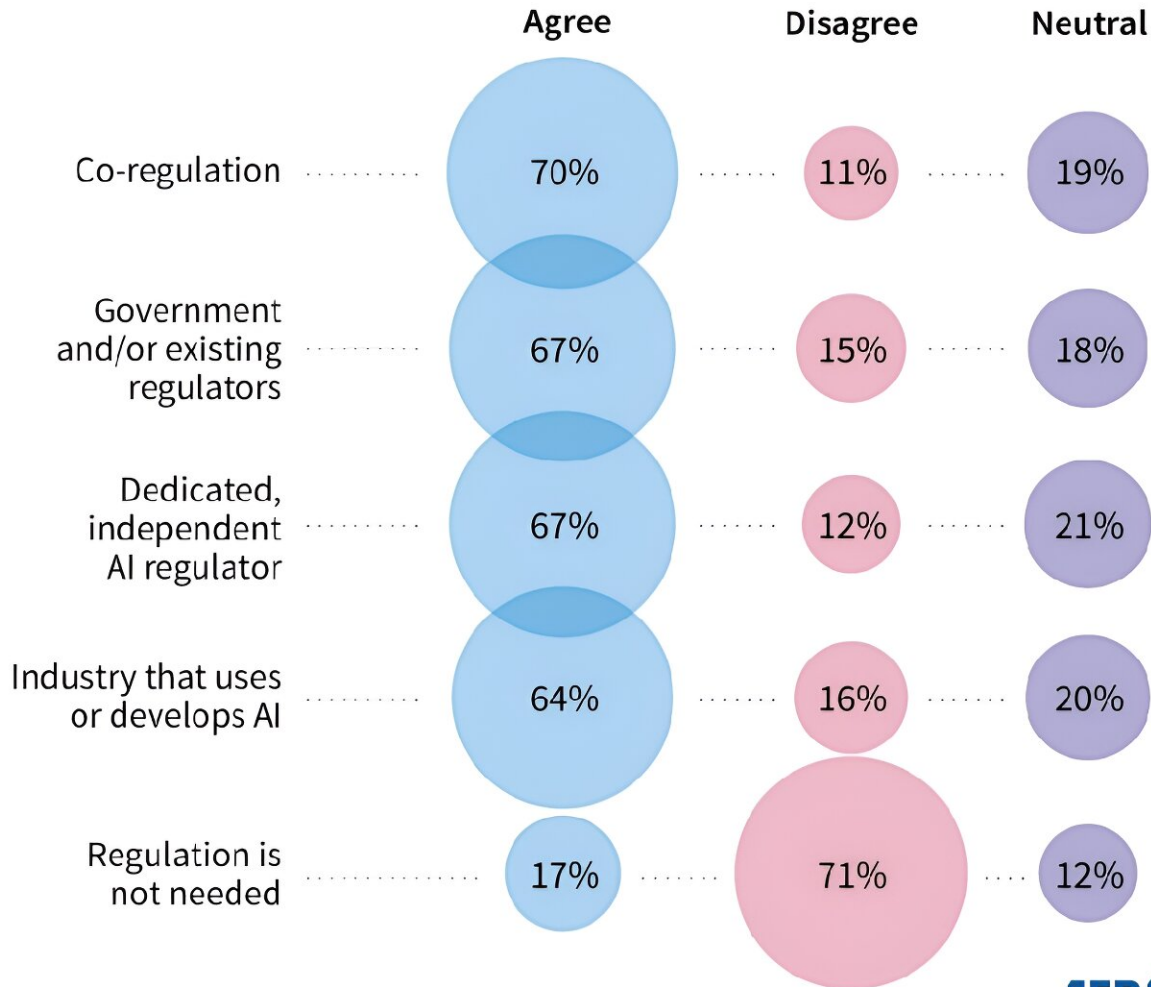 Agree Disagree Neutral
Co-regulation 70% 11% 19%
Government
and/or existing 67% 15% 18%
regulators
Dedicated,
independent 67% 12% 21%
AI regulator
Industry that uses
or develops AI 64% 16% 20%
Regulation is
not needed 17% 71% 12%